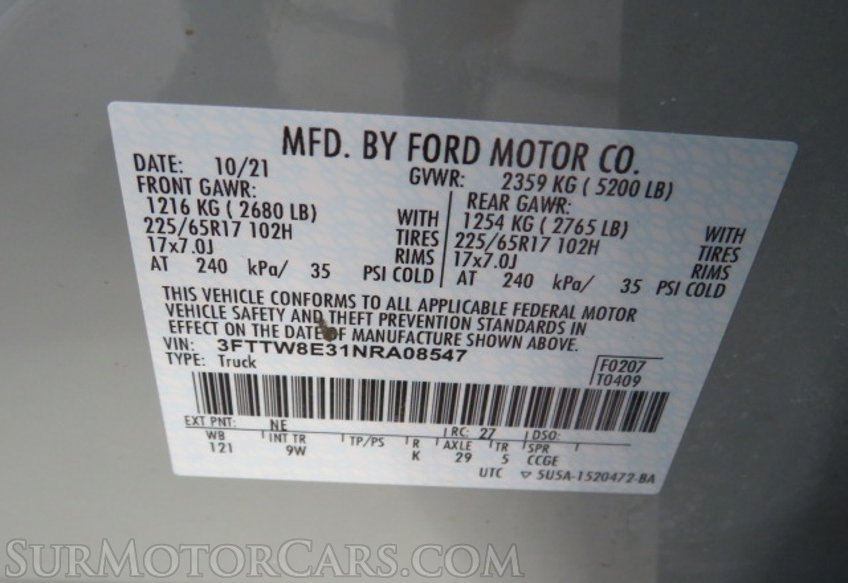 MFD. BY FORD MOTOR CO.
DATE: 10/21 GVWR: 2359 KG ( 5200 LB)
FRONT GAWR: REAR GAWR:
1216 KG ( 2680 LB) WITH 1254 KG ( 2765 LB) WITH
225/65R17 102H TIRES 225/65R17 102H TIRES
17x7.0J RIMS 17x7.0J RIMS
AT 240 kPa/ 35 PSI COLD AT 240 kPa/ 35 PSI COLD
THIS VEHICLE CONFORMS TO ALL APPLICABLE FEDERAL MOTOR
VEHICLE SAFETY AND THEFT PREVENTION STANDARDS IN
EFFECT ON THE DATE OF MANUFACTURE SHOWN ABOVE.
VIN: 3FTTW8E31NRA08547
TYPE: Truck F0207
T0409
EXT PNT: NE RC: 27 DSO:
WB INT TR TP/PS R AXLE TR SPR
121 9W K 29 5 CCGE
UTC ▽ 5U5A-1520472-BA
SURMOTORCARS.COM